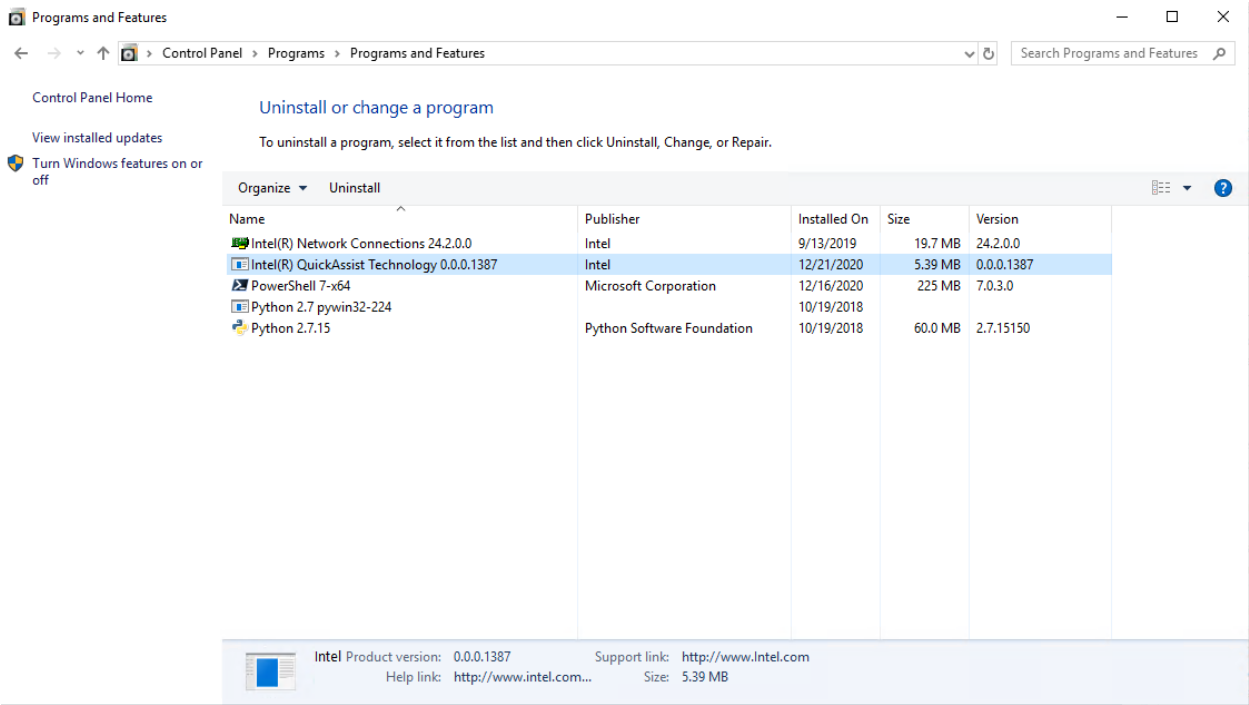 Programs and Features
Control Panel > Programs > Programs and Features
Search Programs and Features
Control Panel Home
View installed updates
Turn Windows features on or
off
Uninstall or change a program
To uninstall a program, select it from the list and then click Uninstall, Change, or Repair.
Organize Uninstall
?
Name Publisher Installed On Size Version
Intel(R) Network Connections 24.2.0.0 Intel 9/13/2019 19.7 MB 24.2.0.0
Intel(R) QuickAssist Technology 0.0.0.1387 Intel 12/21/2020 5.39 MB 0.0.0.1387
PowerShell 7-x64 Microsoft Corporation 12/16/2020 225 MB 7.0.3.0
Python 2.7 pywin32-224 10/19/2018
Python 2.7.15 Python Software Foundation 10/19/2018 60.0 MB 2.7.15150
Intel Product version: 0.0.0.1387 Support link: http://www.Intel.com
Help link: http://www.intel.com... Size: 5.39 MB